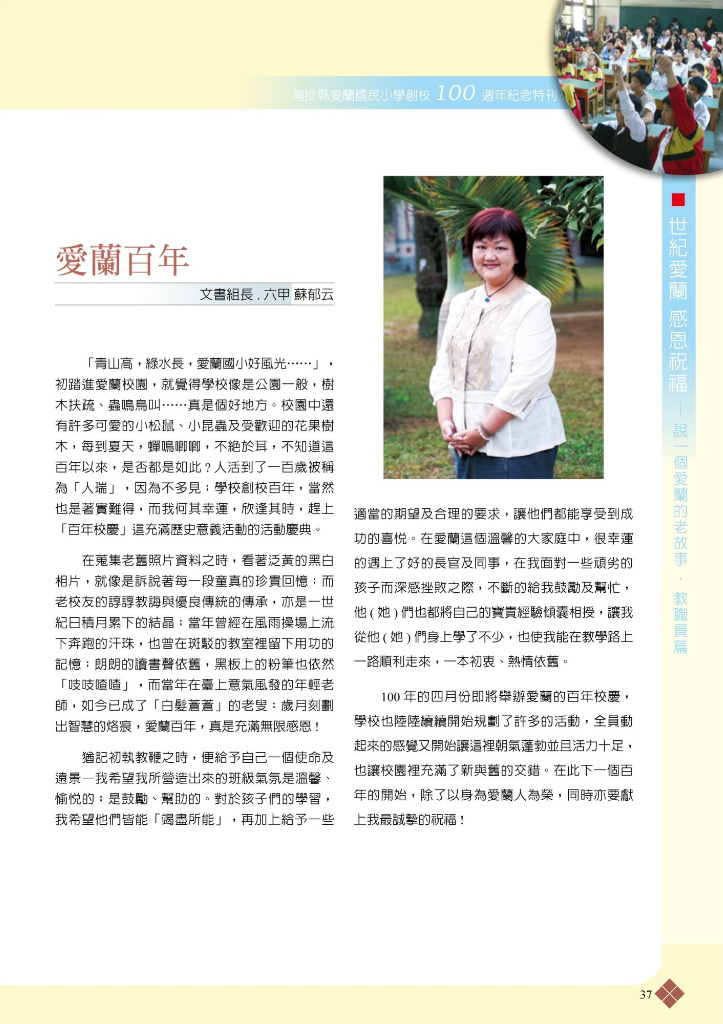 南投縣愛蘭國民小學創校 100 週年紀念特刊
愛蘭百年
文書組長 . 六甲 蘇郁云
「青山高,綠水長,愛蘭國小好風光……」,
初踏進愛蘭校園,就覺得學校像是公園一般,樹
木扶疏、蟲鳴鳥叫……真是個好地方。校園中還
有許多可愛的小松鼠、小昆蟲及受歡迎的花果樹
木,每到夏天,蟬鳴唧唧,不絕於耳,不知道這
百年以來,是否都是如此?人活到了一百歲被稱
為「人瑞」,因為不多見;學校創校百年,當然
也是著實難得,而我何其幸運,欣逢其時,趕上
「百年校慶」這充滿歷史意義活動的活動慶典。
在蒐集老舊照片資料之時,看著泛黃的黑白
相片,就像是訴說著每一段童真的珍貴回憶;而
老校友的諄諄教誨與優良傳統的傳承,亦是一世
紀日積月累下的結晶;當年曾經在風雨操場上流
下奔跑的汗珠,也曾在斑駁的教室裡留下用功的
記憶;朗朗的讀書聲依舊,黑板上的粉筆也依然
「吱吱喳喳」,而當年在臺上意氣風發的年輕老
師,如今已成了「白髮蒼蒼」的老叟;歲月刻劃
出智慧的烙痕,愛蘭百年,真是充滿無限感恩!
猶記初執教鞭之時,便給予自己一個使命及
遠景—我希望我所營造出來的班級氣氛是溫馨、
愉悅的;是鼓勵、幫助的。對於孩子們的學習,
我希望他們皆能「竭盡所能」,再加上給予一些
適當的期望及合理的要求,讓他們都能享受到成
功的喜悅。在愛蘭這個溫馨的大家庭中,很幸運
的遇上了好的長官及同事,在我面對一些頑劣的
孩子而深感挫敗之際,不斷的給我鼓勵及幫忙,
他 ( 她 ) 們也都將自己的寶貴經驗傾囊相授,讓我
從他 ( 她 ) 們身上學了不少,也使我能在教學路上
一路順利走來,一本初衷、熱情依舊。
100 年的四月份即將舉辦愛蘭的百年校慶,
學校也陸陸續續開始規劃了許多的活動,全員動
起來的感覺又開始讓這裡朝氣蓬勃並且活力十足,
也讓校園裡充滿了新與舊的交錯。在此下一個百
年的開始,除了以身為愛蘭人為榮,同時亦要獻
上我最誠摯的祝福!
世紀愛蘭 感恩祝福 — 說一個愛蘭的老故事・教職員篇
37